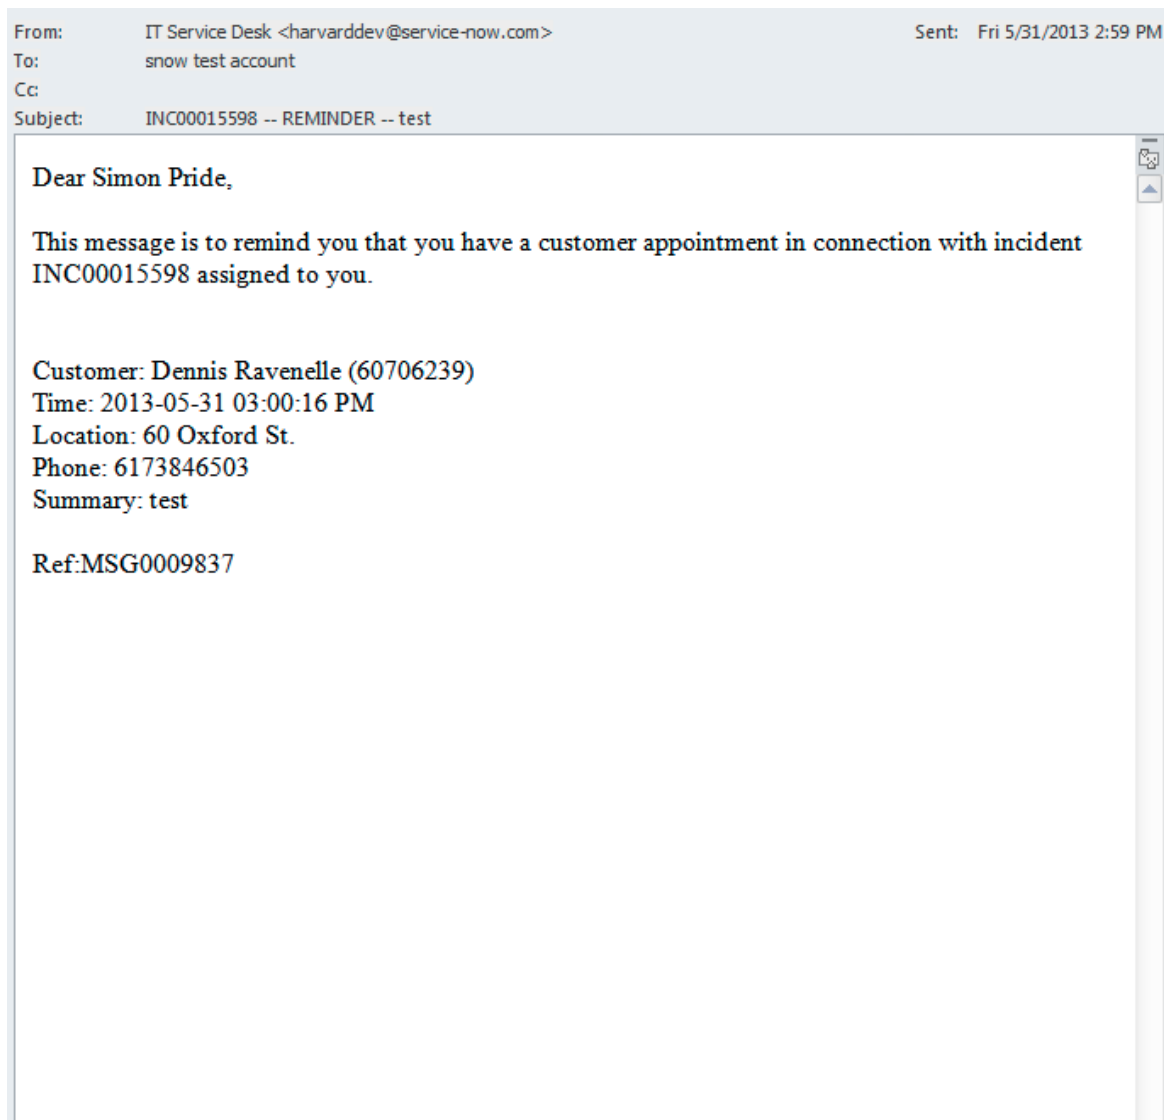 From: IT Service Desk <harvarddev@service-now.com> Sent: Fri 5/31/2013 2:59 PM
To: snow test account
Cc:
Subject: INC00015598 -- REMINDER -- test
Dear Simon Pride,
This message is to remind you that you have a customer appointment in connection with incident
INC00015598 assigned to you.
Customer: Dennis Ravenelle (60706239)
Time: 2013-05-31 03:00:16 PM
Location: 60 Oxford St.
Phone: 6173846503
Summary: test
Ref:MSG0009837